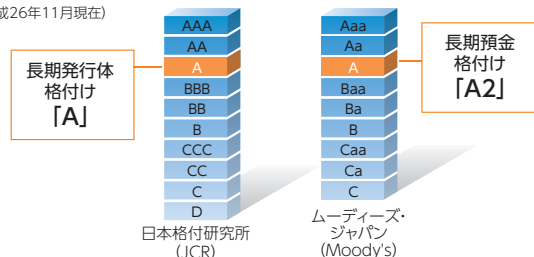 成26年11月現在)
長期発行体
格付け
「A」
AAA
AA
A
BBB
BB
B
CCC
CC
C
D
日本格付研究所
(JCR)
Aaa
Aa
A
Baa
Ba
B
Caa
Ca
C
ムーディーズ・
ジャパン
(Moody's)
長期預金
格付け
「A2」